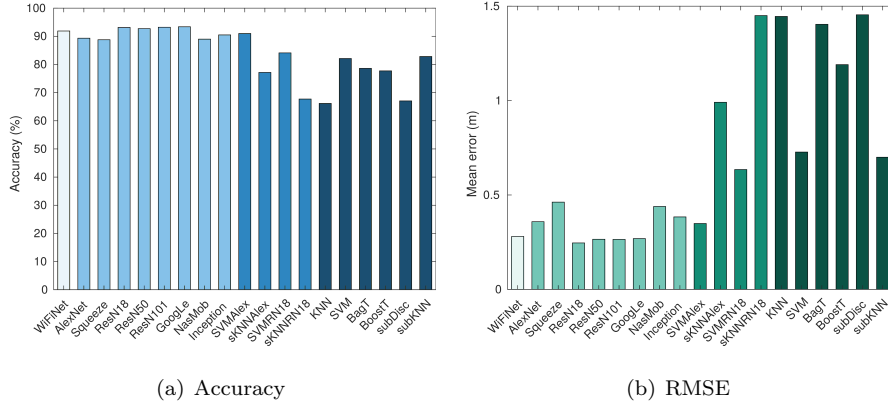 100
90
80
70
60
50
40
30
20
10
0
Accuracy (%)
WiFiNet
AlexNet
Squeeze
ResN18
ResN50
ResN101
GoogLe
NasMob
Inception
SVMAlex
sKNNAlex
SVMRN18
sKNNRN18
KNN
SVM
BagT
BoostT
subDisc
subKNN
(a) Accuracy
1.5
1
0.5
0
Mean error (m)
WiFiNet
AlexNet
Squeeze
ResN18
ResN50
ResN101
GoogLe
NasMob
Inception
SVMAlex
sKNNAlex
SVMRN18
sKNNRN18
KNN
SVM
BagT
BoostT
subDisc
subKNN
(b) RMSE